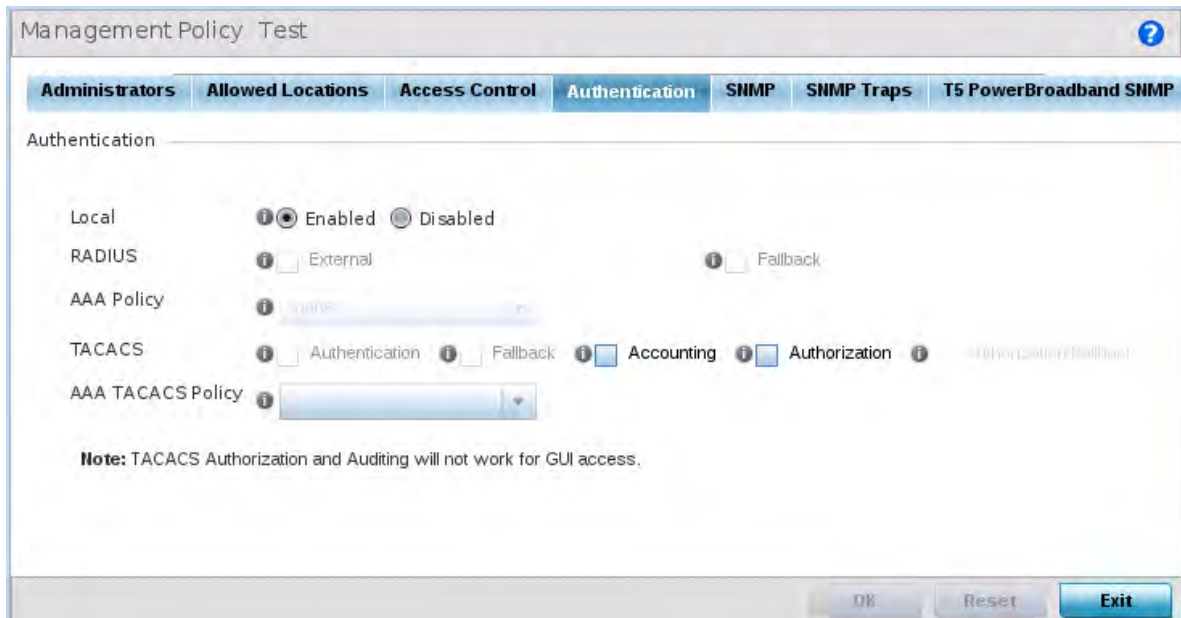 Management Policy Test
Administrators Allowed Locations Access Control Authentication SNMP SNMP Traps T5 PowerBroadband SNMP
Authentication
Local Enabled Disabled
RADIUS External Fallback
AAA Policy
TACACS Authentication Fallback Accounting Authorization
AAA TACACS Policy
Note: TACACS Authorization and Auditing will not work for GUI access.
OK Reset Exit